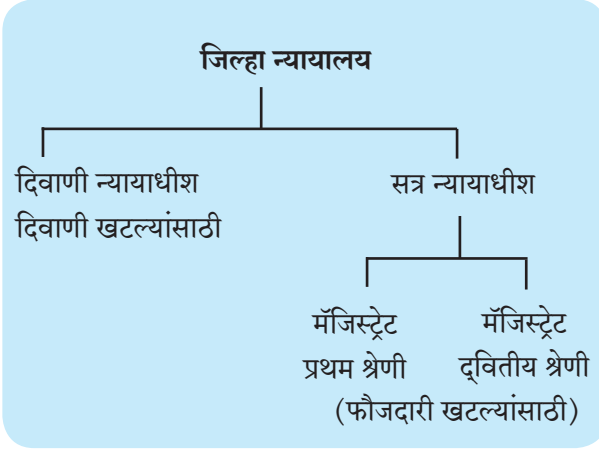 जिल्हा न्यायालय
दिवाणी न्यायाधीश
दिवाणी खटल्यांसाठी
सत्र न्यायाधीश
मॅजिस्ट्रेट
प्रथम श्रेणी
मॅजिस्ट्रेट
द्‌वितीय श्रेणी
(फौजदारी खटल्यांसाठी)